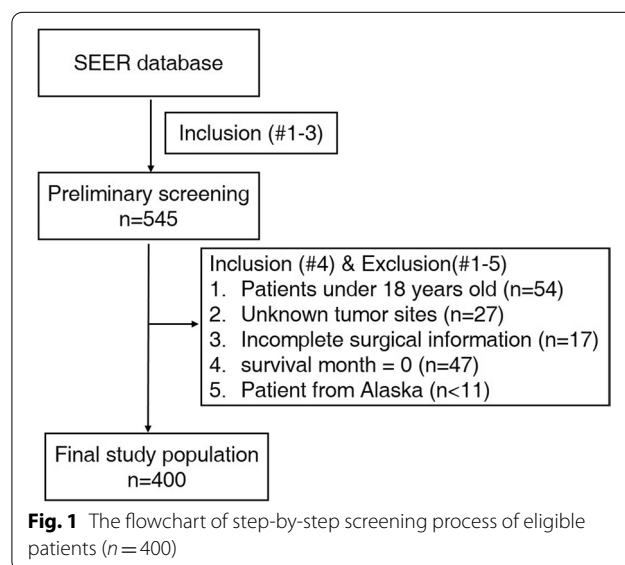 SEER database
Inclusion (#1-3)
Preliminary screening
n=545
Inclusion (#4) & Exclusion(#1-5)
1. Patients under 18 years old (n=54)
2. Unknown tumor sites (n=27)
3. Incomplete surgical information (n=17)
4. survival month = 0 (n=47)
5. Patient from Alaska (n<11)
Final study population
n=400
Fig. 1 The flowchart of step-by-step screening process of eligible
patients (n = 400)